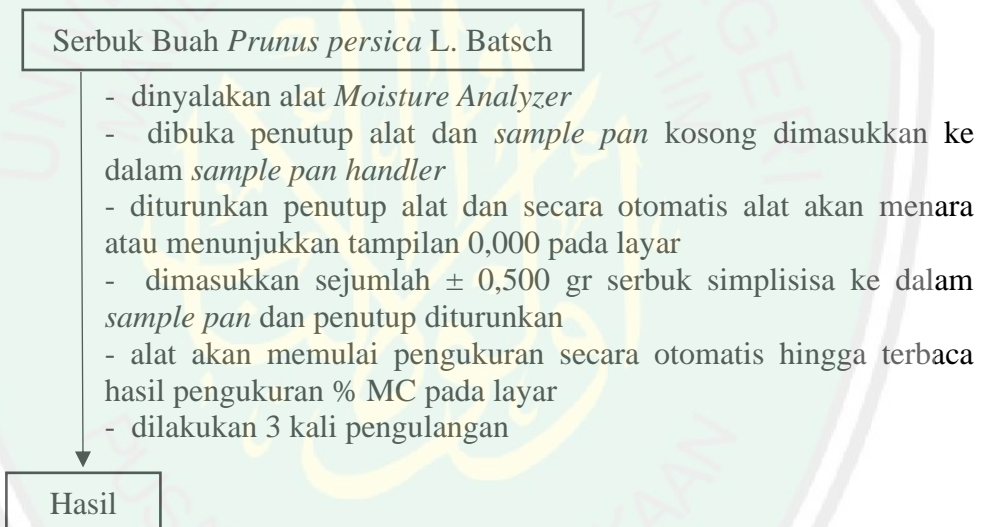 Serbuk Buah Prunus persica L. Batsch
- dinyalakan alat Moisture Analyzer
- dibuka penutup alat dan sample pan kosong dimasukkan ke
dalam sample pan handler
- diturunkan penutup alat dan secara otomatis alat akan menara
atau menunjukkan tampilan 0,000 pada layar
- dimasukkan sejumlah ± 0,500 gr serbuk simplisisa ke dalam
sample pan dan penutup diturunkan
- alat akan memulai pengukuran secara otomatis hingga terbaca
hasil pengukuran % MC pada layar
- dilakukan 3 kali pengulangan
Hasil